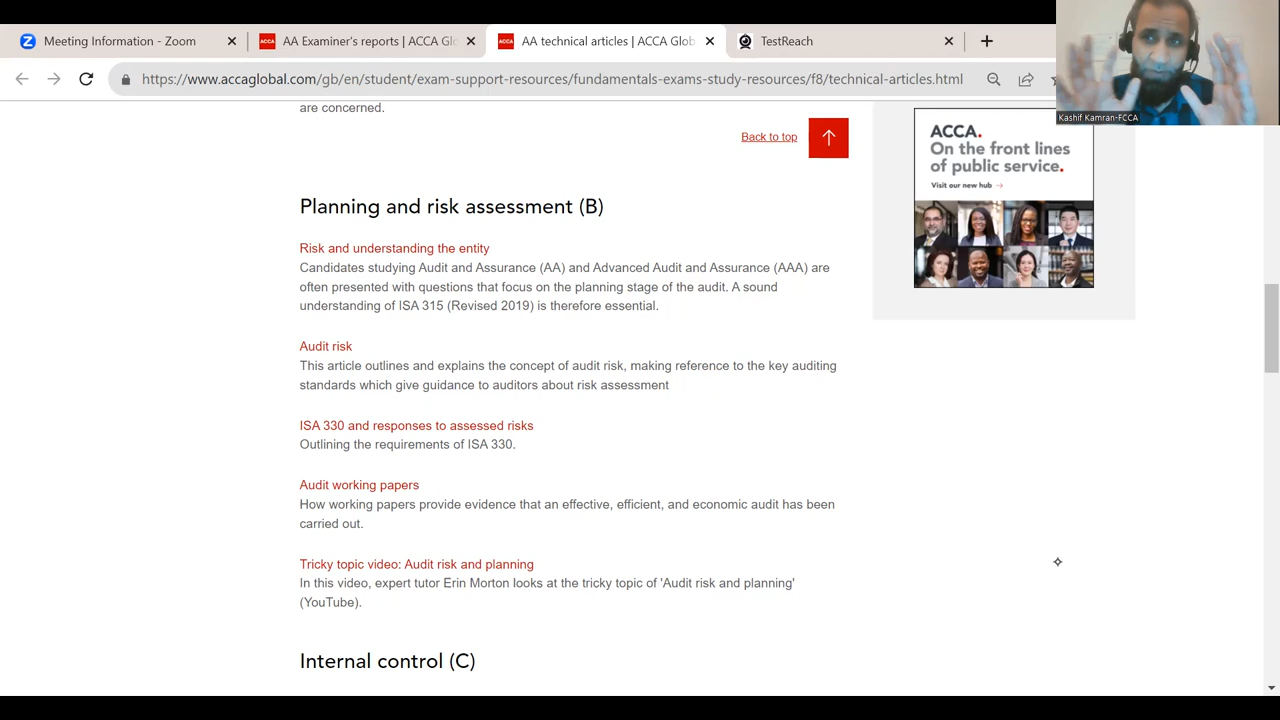 Meeting Information - Zoom
ACCA AA Examiner's reports | ACCA Glo
ACCA AA technical articles | ACCA Glob
TestReach
https://www.accaglobal.com/gb/en/student/exam-support-resources/fundamentals-exams-study-resources/f8/technical-articles.html
Kashif Kamran-FCCA
are concerned.
Back to top
ACCA.
On the front lines
of public service.
Visit our new hub →
Planning and risk assessment (B)
Risk and understanding the entity
Candidates studying Audit and Assurance (AA) and Advanced Audit and Assurance (AAA) are
often presented with questions that focus on the planning stage of the audit. A sound
understanding of ISA 315 (Revised 2019) is therefore essential.
Audit risk
This article outlines and explains the concept of audit risk, making reference to the key auditing
standards which give guidance to auditors about risk assessment
ISA 330 and responses to assessed risks
Outlining the requirements of ISA 330.
Audit working papers
How working papers provide evidence that an effective, efficient, and economic audit has been
carried out.
Tricky topic video: Audit risk and planning
In this video, expert tutor Erin Morton looks at the tricky topic of 'Audit risk and planning'
(YouTube).
Internal control (C)